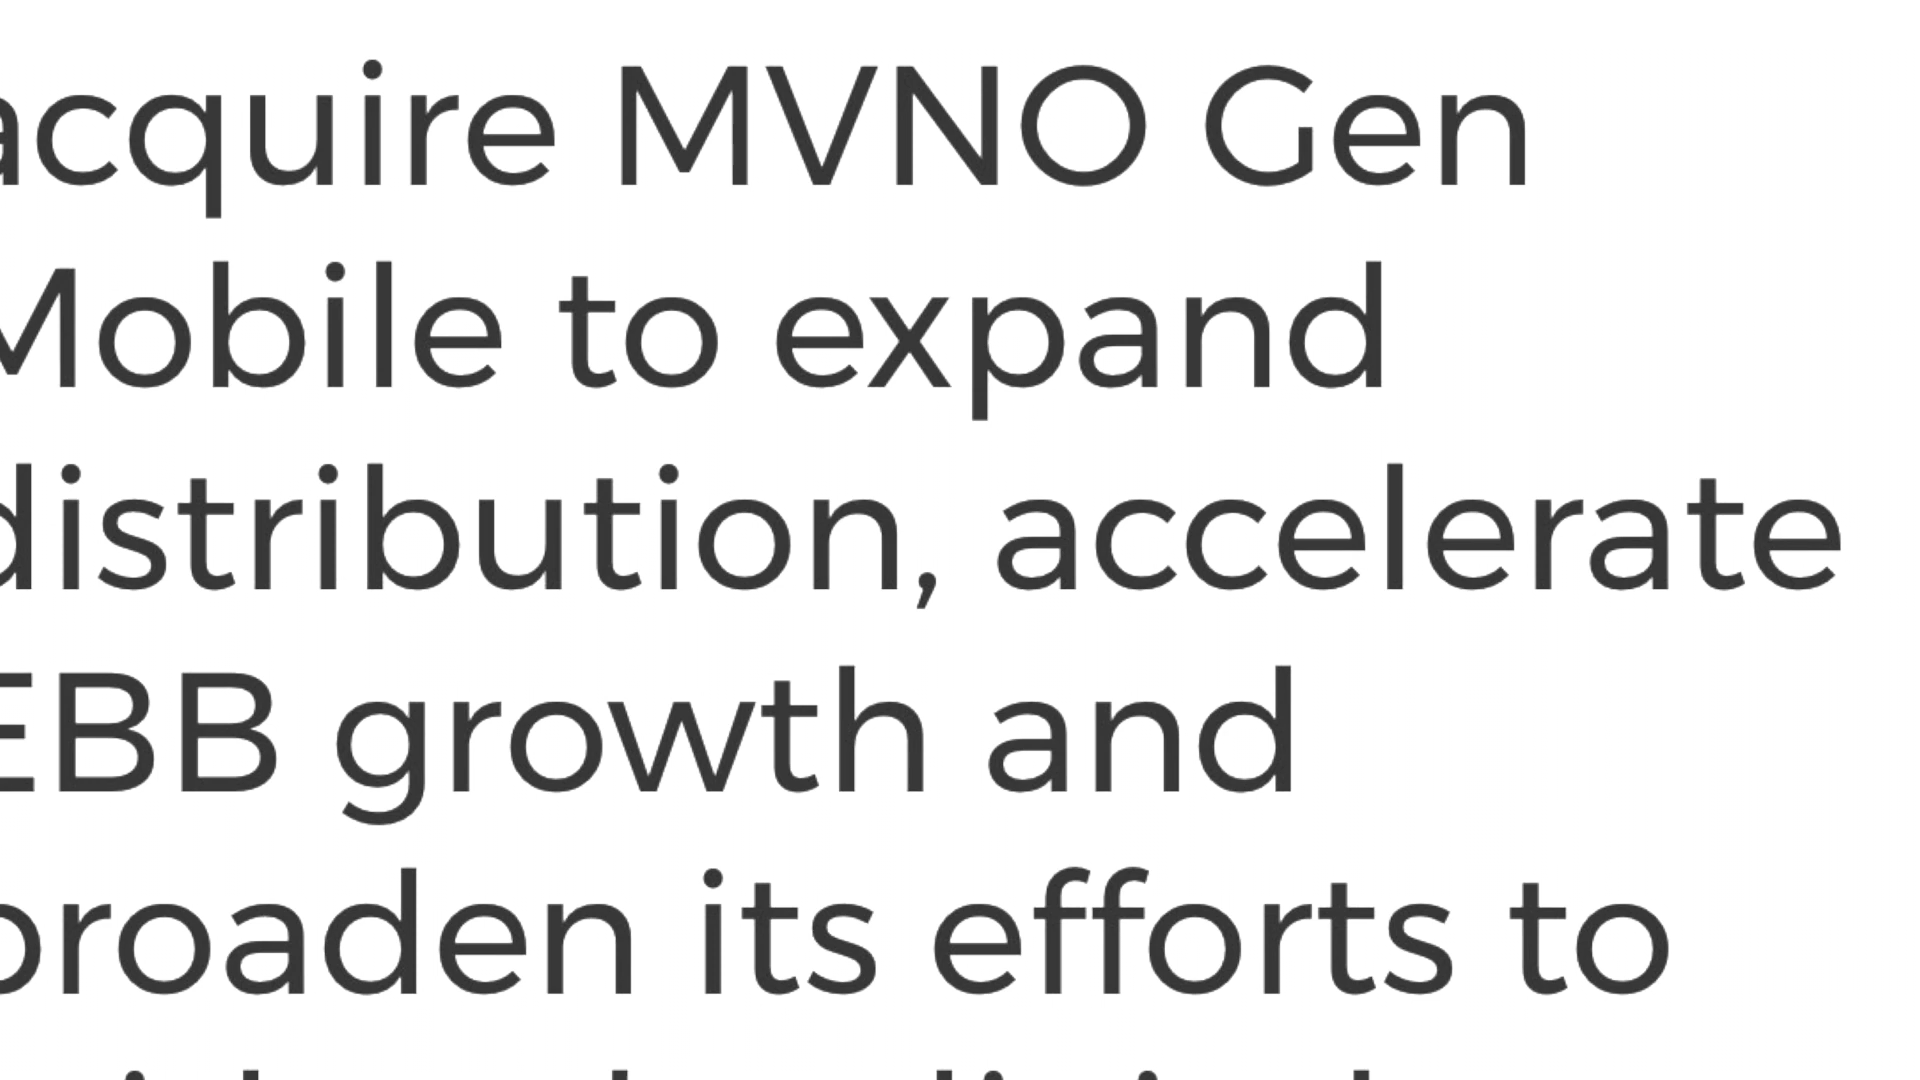 acquire MVNO Gen
Mobile to expand
distribution, accelerate
EBB growth and
broaden its efforts to